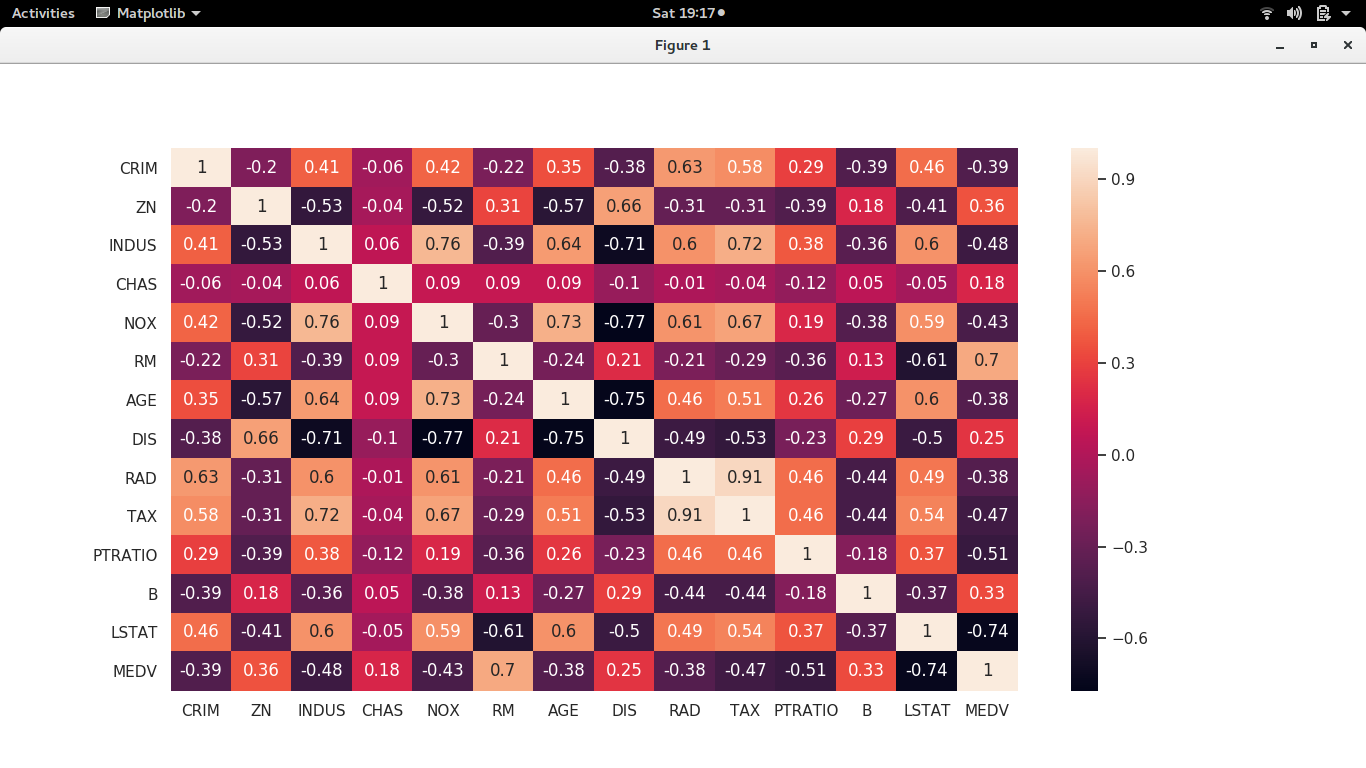 Activities Matplotlib Sat 19:17
Figure 1
CRIM 1 -0.2 0.41 -0.06 0.42 -0.22 0.35 -0.38 0.63 0.58 0.29 -0.39 0.46 -0.39
ZN -0.2 1 -0.53 -0.04 -0.52 0.31 -0.57 0.66 -0.31 -0.31 -0.39 0.18 -0.41 0.36
INDUS 0.41 -0.53 1 0.06 0.76 -0.39 0.64 -0.71 0.6 0.72 0.38 -0.36 0.6 -0.48
CHAS -0.06 -0.04 0.06 1 0.09 0.09 0.09 -0.1 -0.01 -0.04 -0.12 0.05 -0.05 0.18
NOX 0.42 -0.52 0.76 0.09 1 -0.3 0.73 -0.77 0.61 0.67 0.19 -0.38 0.59 -0.43
RM -0.22 0.31 -0.39 0.09 -0.3 1 -0.24 0.21 -0.21 -0.29 -0.36 0.13 -0.61 0.7
AGE 0.35 -0.57 0.64 0.09 0.73 -0.24 1 -0.75 0.46 0.51 0.26 -0.27 0.6 -0.38
DIS -0.38 0.66 -0.71 -0.1 -0.77 0.21 -0.75 1 -0.49 -0.53 -0.23 0.29 -0.5 0.25
RAD 0.63 -0.31 0.6 -0.01 0.61 -0.21 0.46 -0.49 1 0.91 0.46 -0.44 0.49 -0.38
TAX 0.58 -0.31 0.72 -0.04 0.67 -0.29 0.51 -0.53 0.91 1 0.46 -0.44 0.54 -0.47
PTRATIO 0.29 -0.39 0.38 -0.12 0.19 -0.36 0.26 -0.23 0.46 0.46 1 -0.18 0.37 -0.51
B -0.39 0.18 -0.36 0.05 -0.38 0.13 -0.27 0.29 -0.44 -0.44 -0.18 1 -0.37 0.33
LSTAT 0.46 -0.41 0.6 -0.05 0.59 -0.61 0.6 -0.5 0.49 0.54 0.37 -0.37 1 -0.74
MEDV -0.39 0.36 -0.48 0.18 -0.43 0.7 -0.38 0.25 -0.38 -0.47 -0.51 0.33 -0.74 1
CRIM ZN INDUS CHAS NOX RM AGE DIS RAD TAX PTRATIO B LSTAT MEDV
0.9
0.6
0.3
0.0
−0.3
−0.6